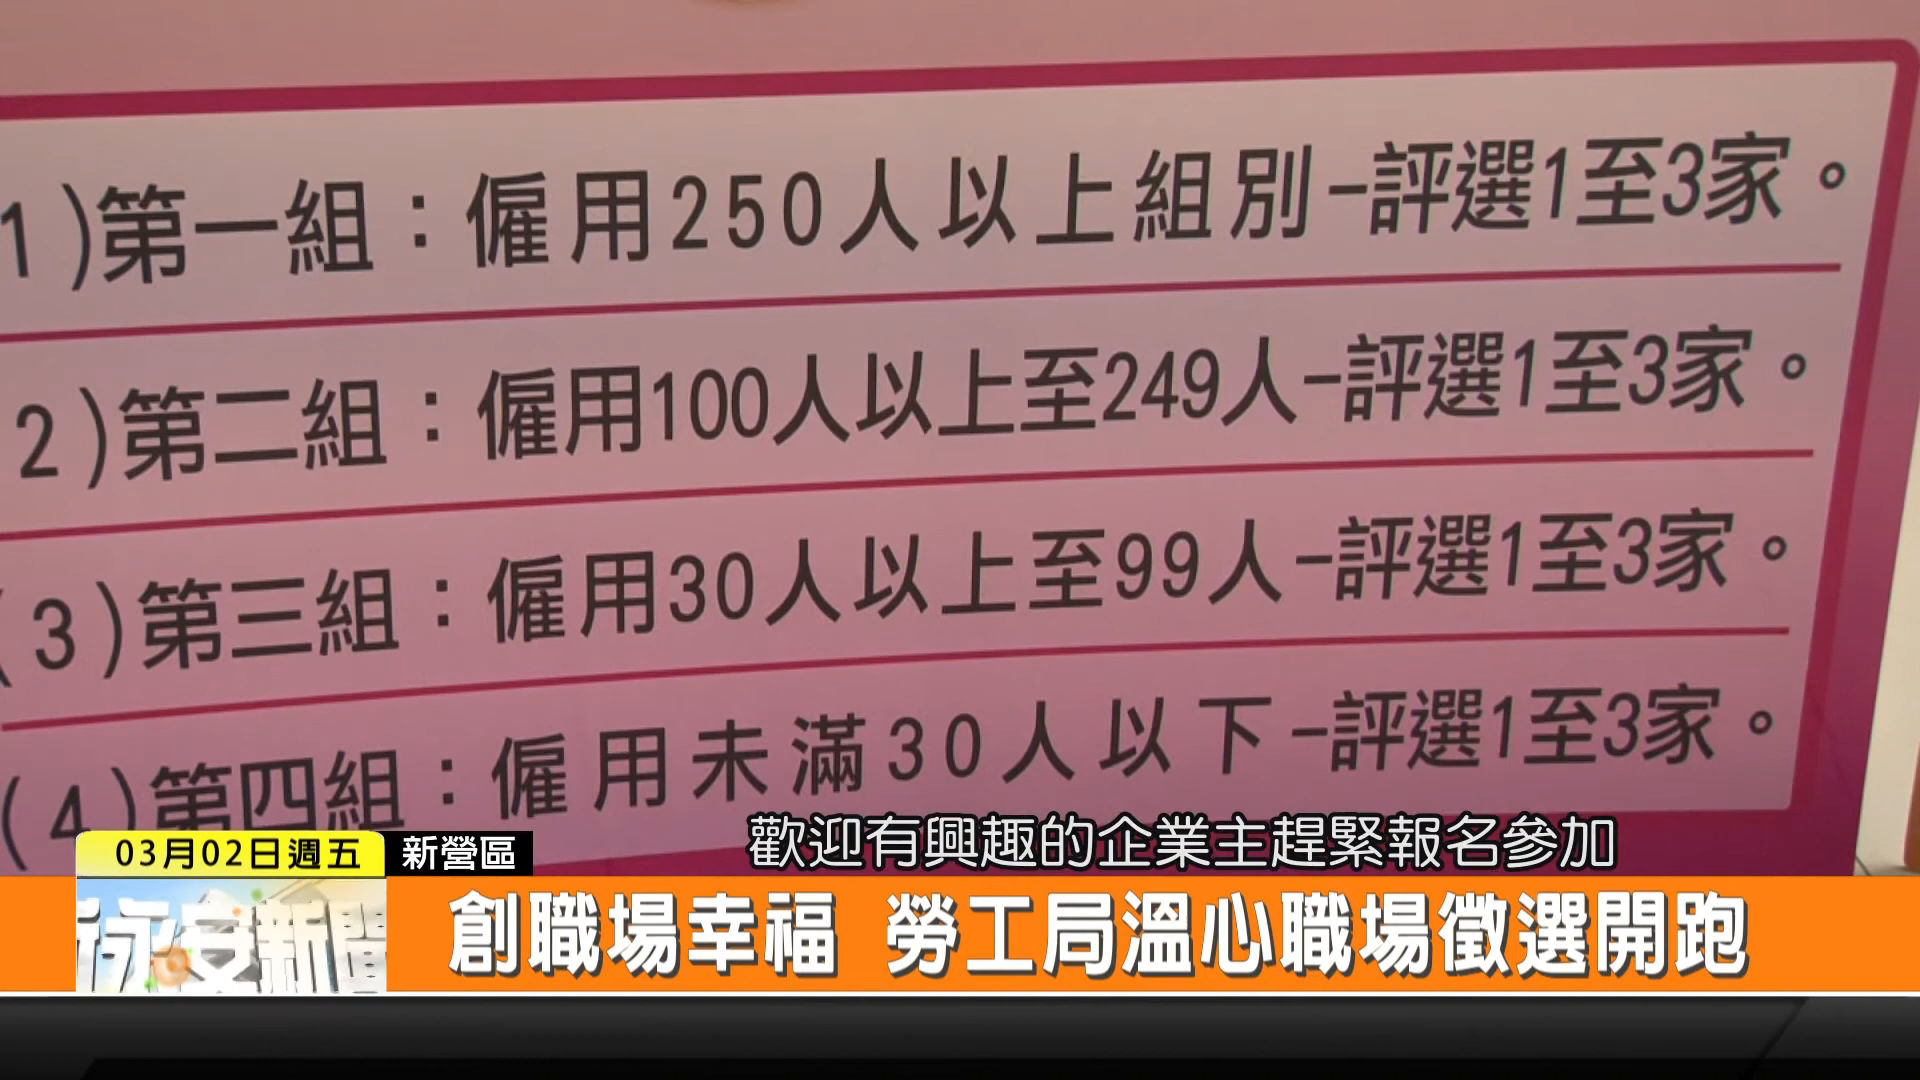 1)第一組：僱用250人以上組別-評選1至3家。
2)第二組：僱用100人以上至249人-評選1至3家。
(3)第三組：僱用30人以上至99人-評選1至3家。
(4)第四組：僱用未滿30人以下-評選1至3家。
歡迎有興趣的企業主趕緊報名參加
03月02日週五
新營區
永安新聞
創職場幸福 勞工局溫心職場徵選開跑